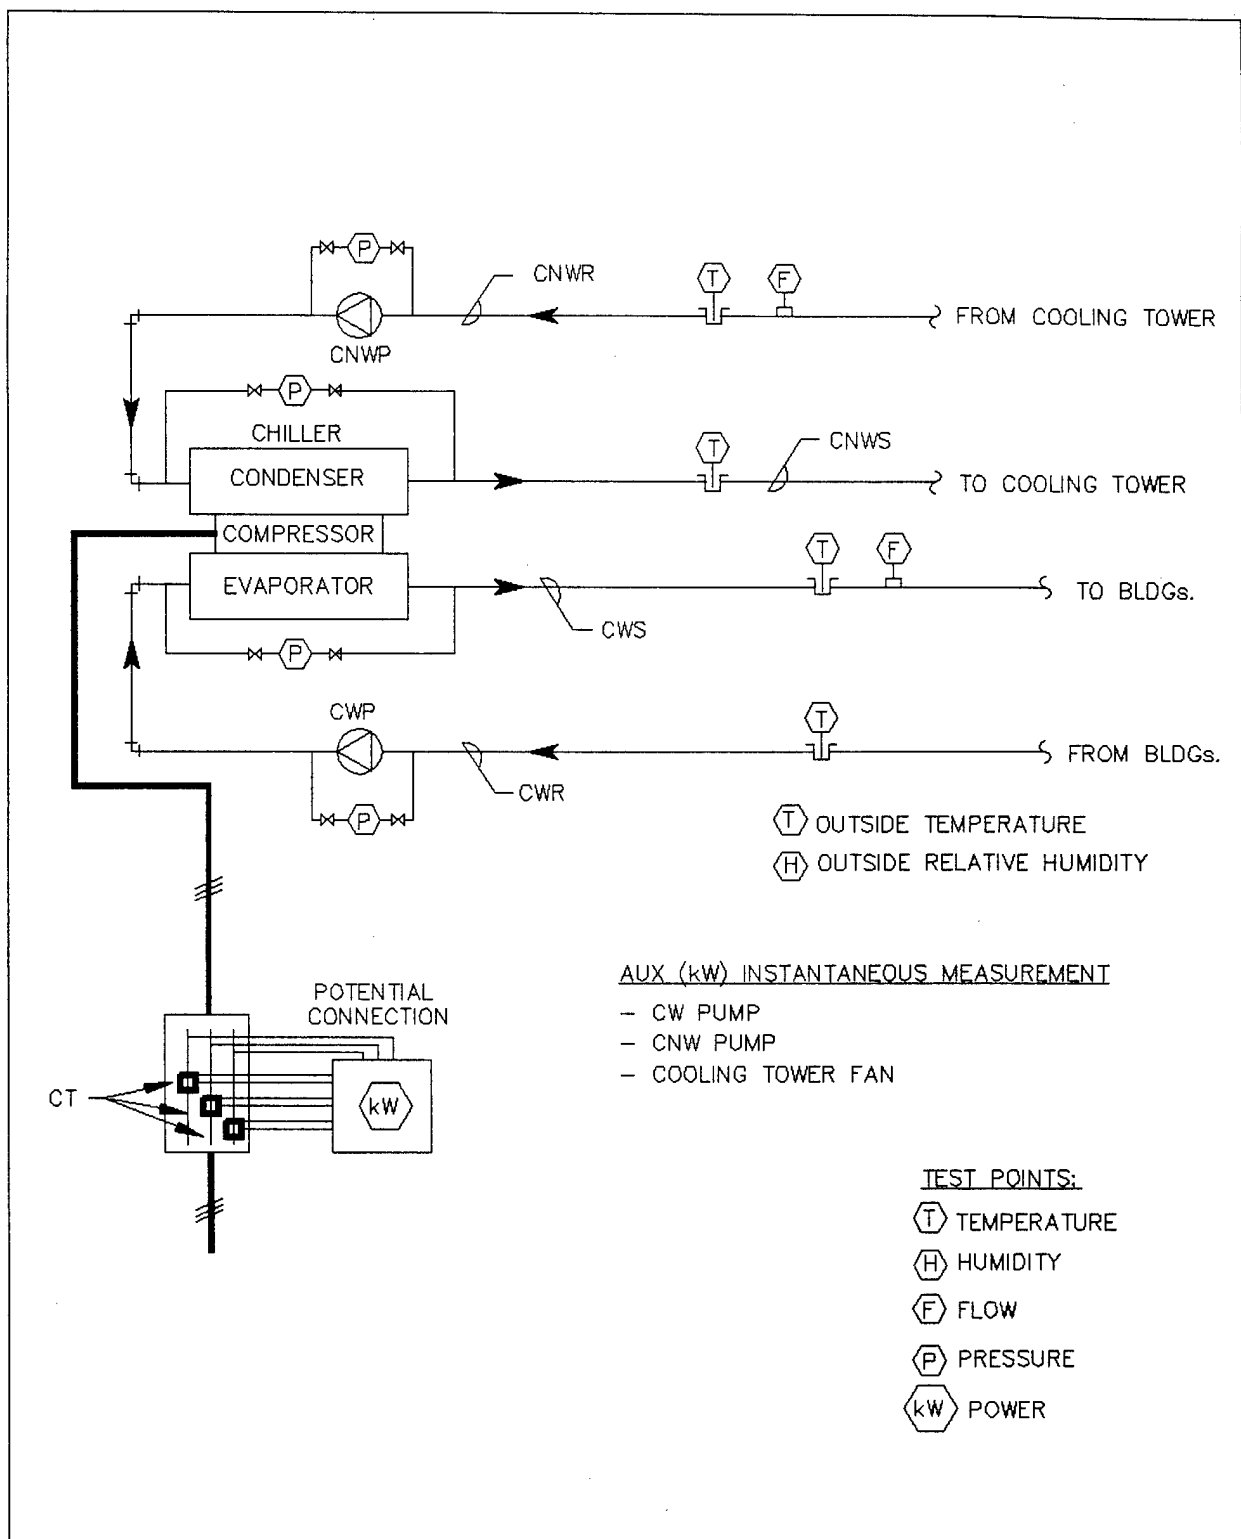 P
CNWR
T
F
FROM COOLING TOWER
CNWP
P
CHILLER
CONDENSER
T
CNWS
TO COOLING TOWER
COMPRESSOR
EVAPORATOR
T
F
TO BLDGs.
CWS
P
CWP
T
FROM BLDGs.
CWR
P
T OUTSIDE TEMPERATURE
H OUTSIDE RELATIVE HUMIDITY
AUX (kW) INSTANTANEOUS MEASUREMENT
– CW PUMP
– CNW PUMP
– COOLING TOWER FAN
POTENTIAL
CONNECTION
CT
kW
TEST POINTS:
T TEMPERATURE
H HUMIDITY
F FLOW
P PRESSURE
kW POWER